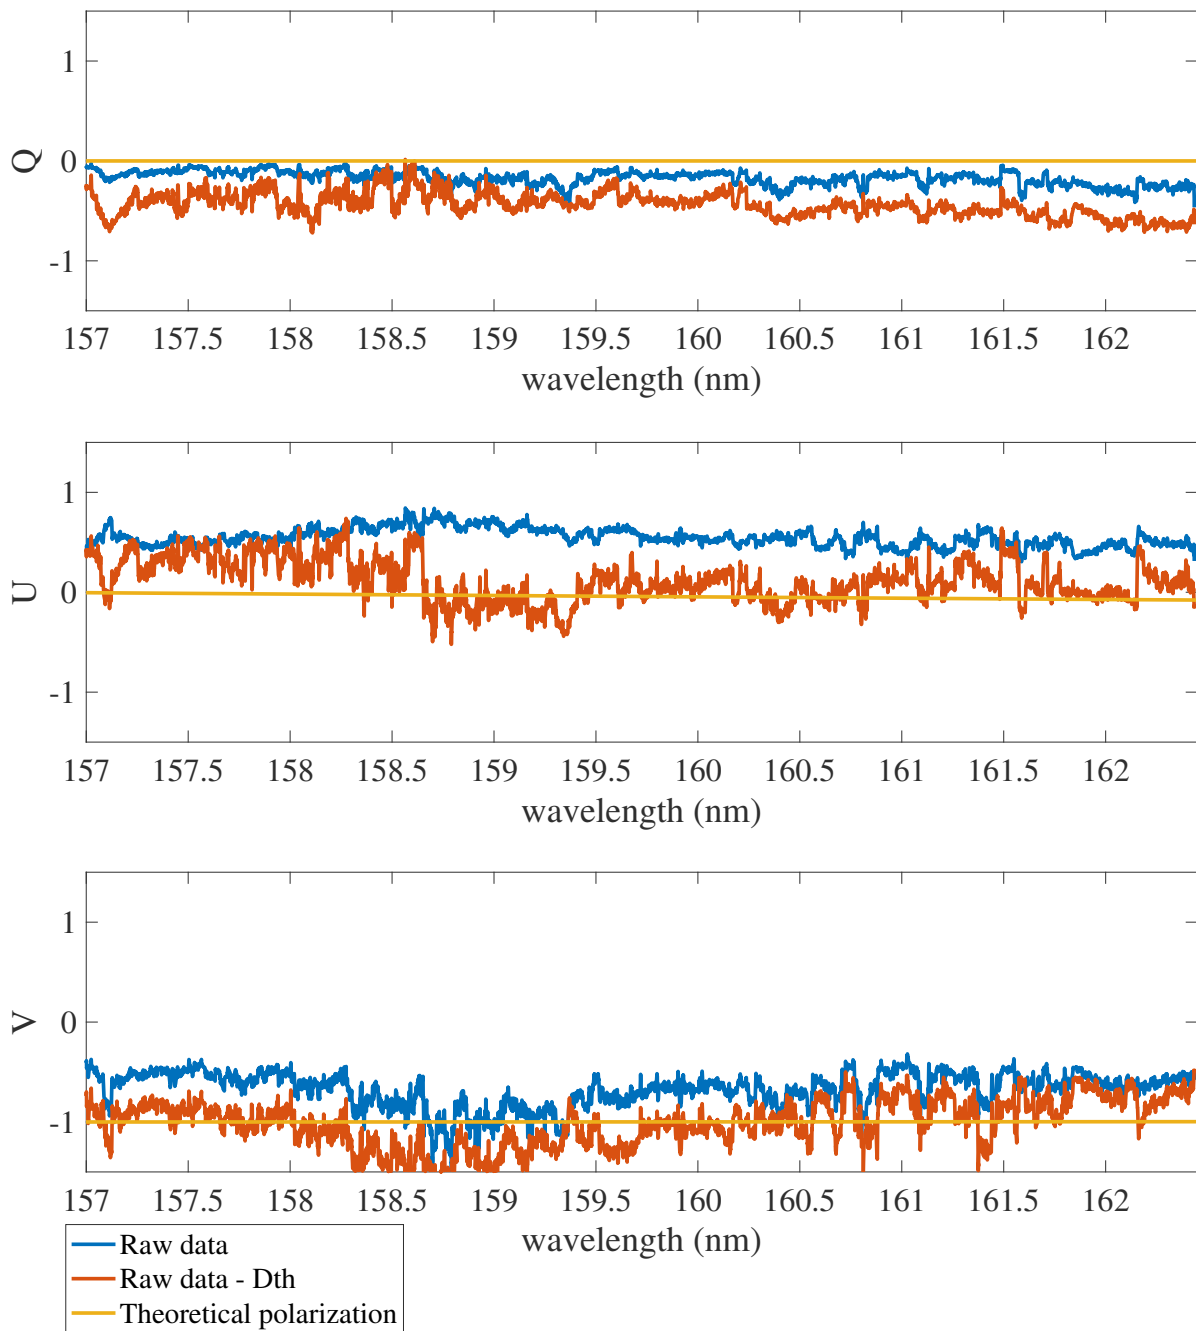 1
0
-1
Q
157 157.5 158 158.5 159 159.5 160 160.5 161 161.5 162
wavelength (nm)
1
0
-1
U
157 157.5 158 158.5 159 159.5 160 160.5 161 161.5 162
wavelength (nm)
1
0
-1
V
157 157.5 158 158.5 159 159.5 160 160.5 161 161.5 162
wavelength (nm)
Raw data
Raw data - Dth
Theoretical polarization